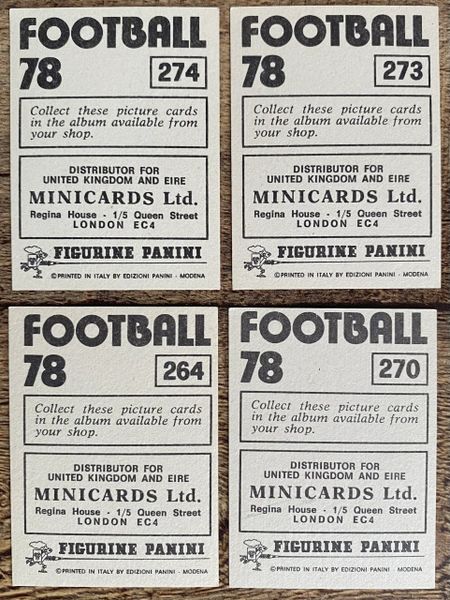 FOOTBALL
78 274
Collect these picture cards
in the album available from
your shop.
DISTRIBUTOR FOR
UNITED KINGDOM AND EIRE
MINICARDS Ltd.
Regina House · 1/5 Queen Street
LONDON EC4
FIGURINE PANINI
©PRINTED IN ITALY BY EDIZIONI PANINI - MODENA
FOOTBALL
78 273
Collect these picture cards
in the album available from
your shop.
DISTRIBUTOR FOR
UNITED KINGDOM AND EIRE
MINICARDS Ltd.
Regina House · 1/5 Queen Street
LONDON EC4
FIGURINE PANINI
©PRINTED IN ITALY BY EDIZIONI PANINI - MODENA
FOOTBALL
78 264
Collect these picture cards
in the album available from
your shop.
DISTRIBUTOR FOR
UNITED KINGDOM AND EIRE
MINICARDS Ltd.
Regina House · 1/5 Queen Street
LONDON EC4
FIGURINE PANINI
©PRINTED IN ITALY BY EDIZIONI PANINI - MODENA
FOOTBALL
78 270
Collect these picture cards
in the album available from
your shop.
DISTRIBUTOR FOR
UNITED KINGDOM AND EIRE
MINICARDS Ltd.
Regina House · 1/5 Queen Street
LONDON EC4
FIGURINE PANINI
©PRINTED IN ITALY BY EDIZIONI PANINI - MODENA